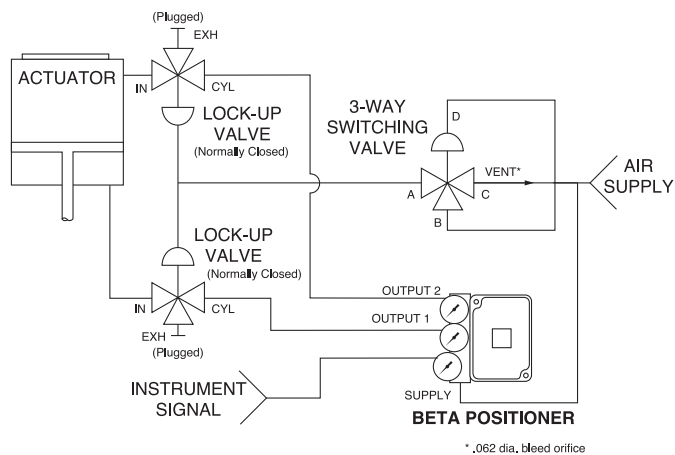 (Plugged)
EXH
ACTUATOR
IN
CYL
LOCK-UP
VALVE
(Normally Closed)
3-WAY
SWITCHING
VALVE
D
A
C
VENT*
B
AIR
SUPPLY
LOCK-UP
VALVE
(Normally Closed)
IN
CYL
EXH
(Plugged)
OUTPUT 2
OUTPUT 1
INSTRUMENT
SIGNAL
SUPPLY
BETA POSITIONER
* .062 dia. bleed orifice